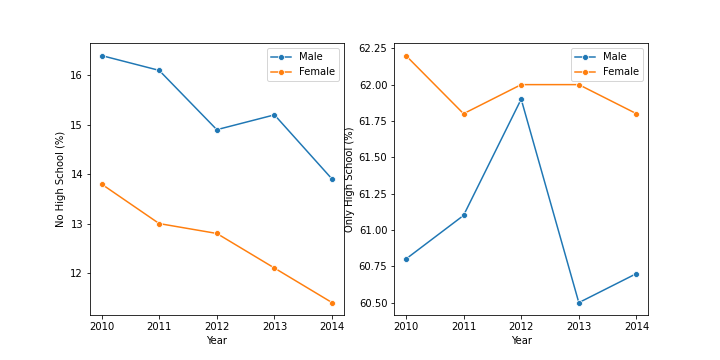 Male
Female
No High School (%)
16
15
14
13
12
2010 2011 2012 2013 2014
Year
Male
Female
Only High School (%)
62.25
62.00
61.75
61.50
61.25
61.00
60.75
60.50
2010 2011 2012 2013 2014
Year